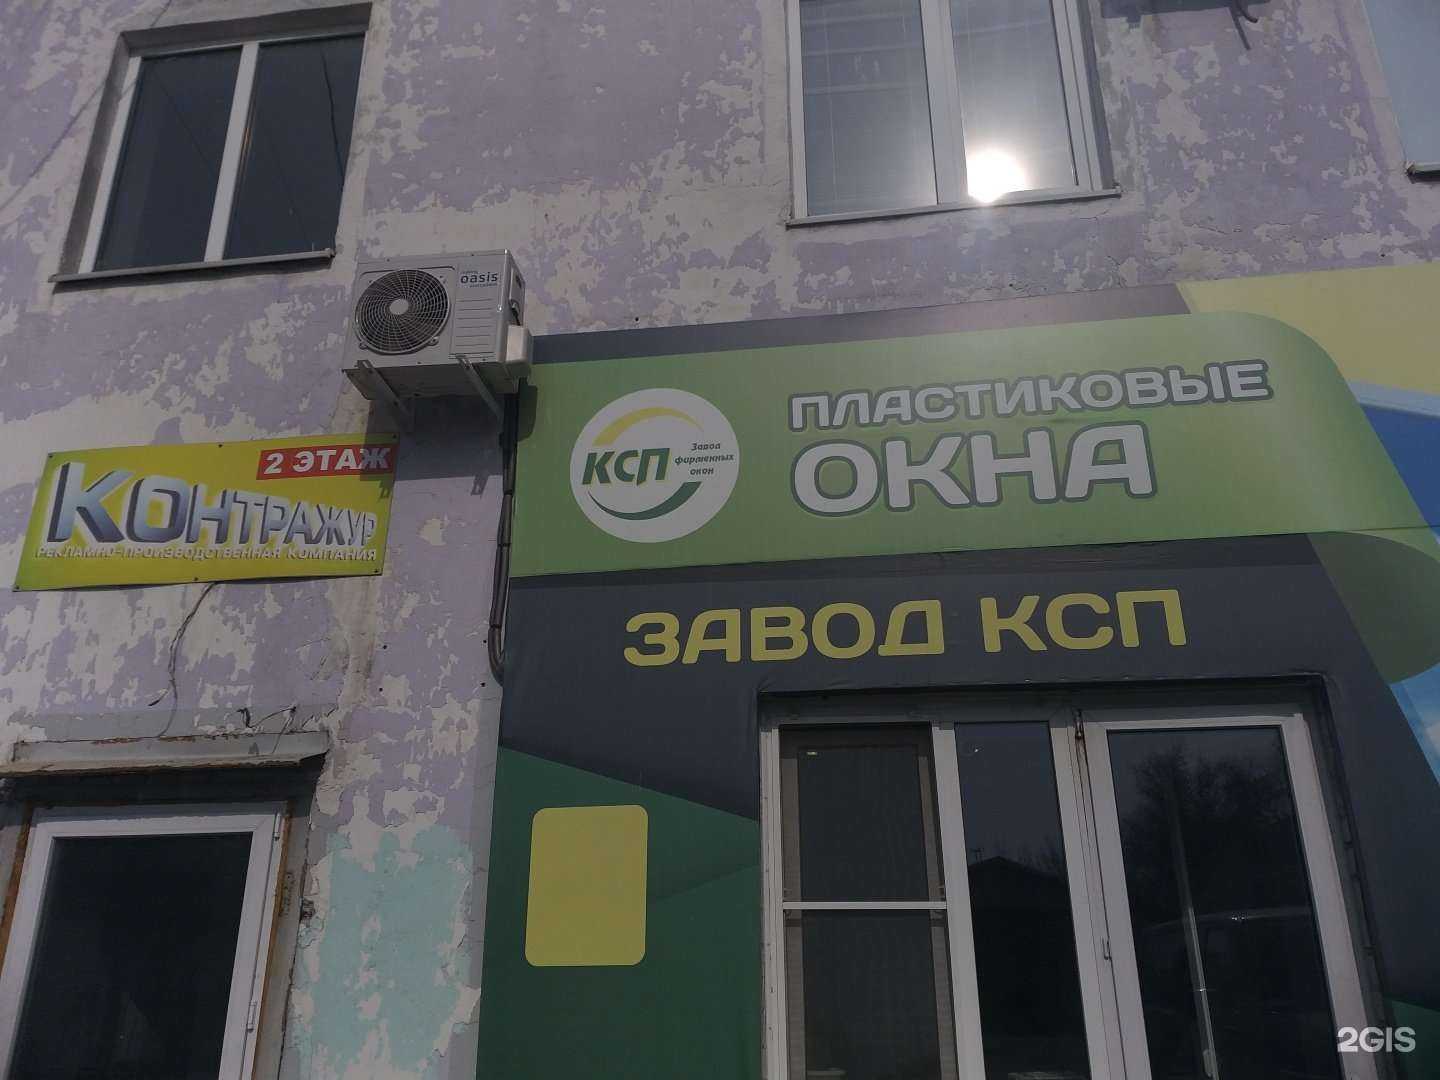 oasis
2 ЭТАЖ
КОНТРАЖУР
РЕКЛАМНО-ПРОИЗВОДСТВЕННАЯ КОМПАНИЯ
КСП
Завод
фирменных
окон
ПЛАСТИКОВЫЕ
ОКНА
ЗАВОД КСП
2GIS